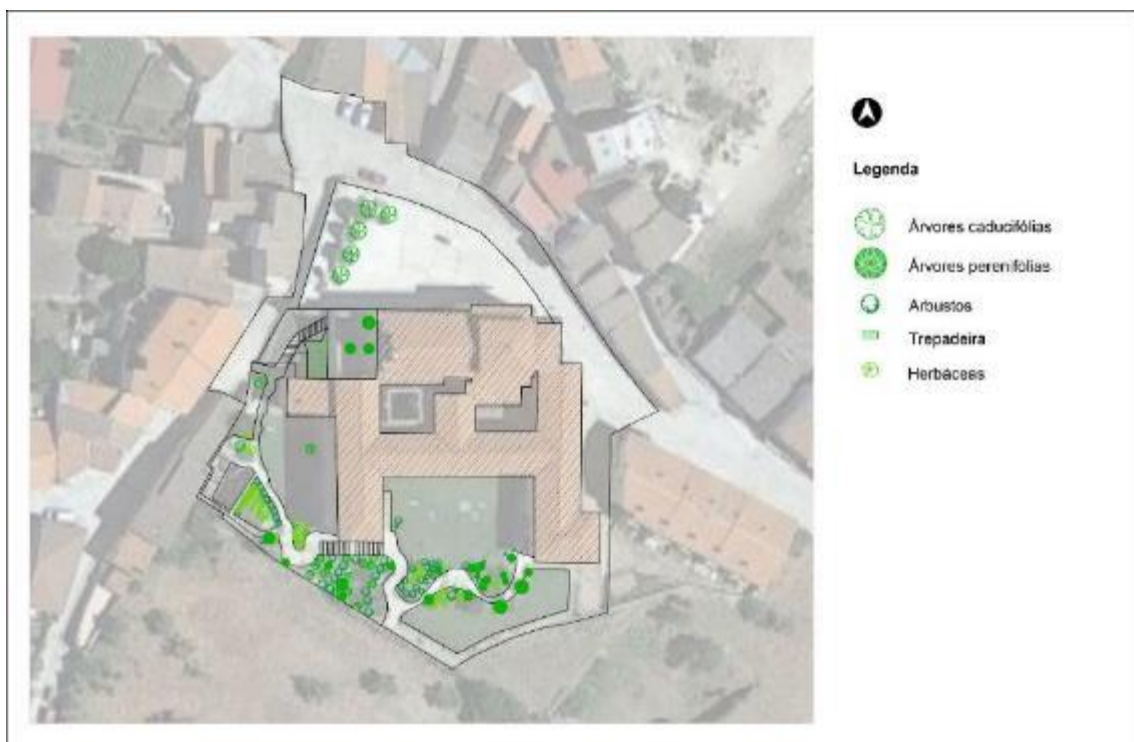 Legenda
Árvores caducifólias
Árvores perenifólias
Arbustos
Trepadeira
Herbáceas